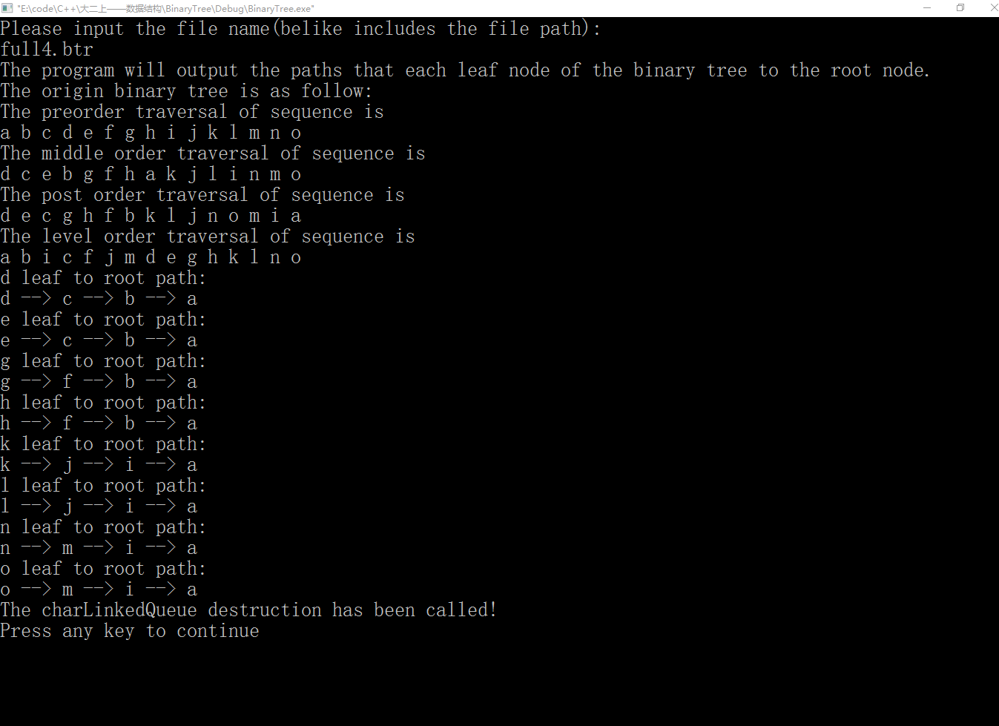 "E:\code\C++\大二上——数据结构\BinaryTree\Debug\BinaryTree.exe"
Please input the file name(belike includes the file path):
full4.btr
The program will output the paths that each leaf node of the binary tree to the root node.
The origin binary tree is as follow:
The preorder traversal of sequence is
a b c d e f g h i j k l m n o
The middle order traversal of sequence is
d c e b g f h a k j l i n m o
The post order traversal of sequence is
d e c g h f b k l j n o m i a
The level order traversal of sequence is
a b i c f j m d e g h k l n o
d leaf to root path:
d --> c --> b --> a
e leaf to root path:
e --> c --> b --> a
g leaf to root path:
g --> f --> b --> a
h leaf to root path:
h --> f --> b --> a
k leaf to root path:
k --> j --> i --> a
l leaf to root path:
l --> j --> i --> a
n leaf to root path:
n --> m --> i --> a
o leaf to root path:
o --> m --> i --> a
The charLinkedQueue destruction has been called!
Press any key to continue